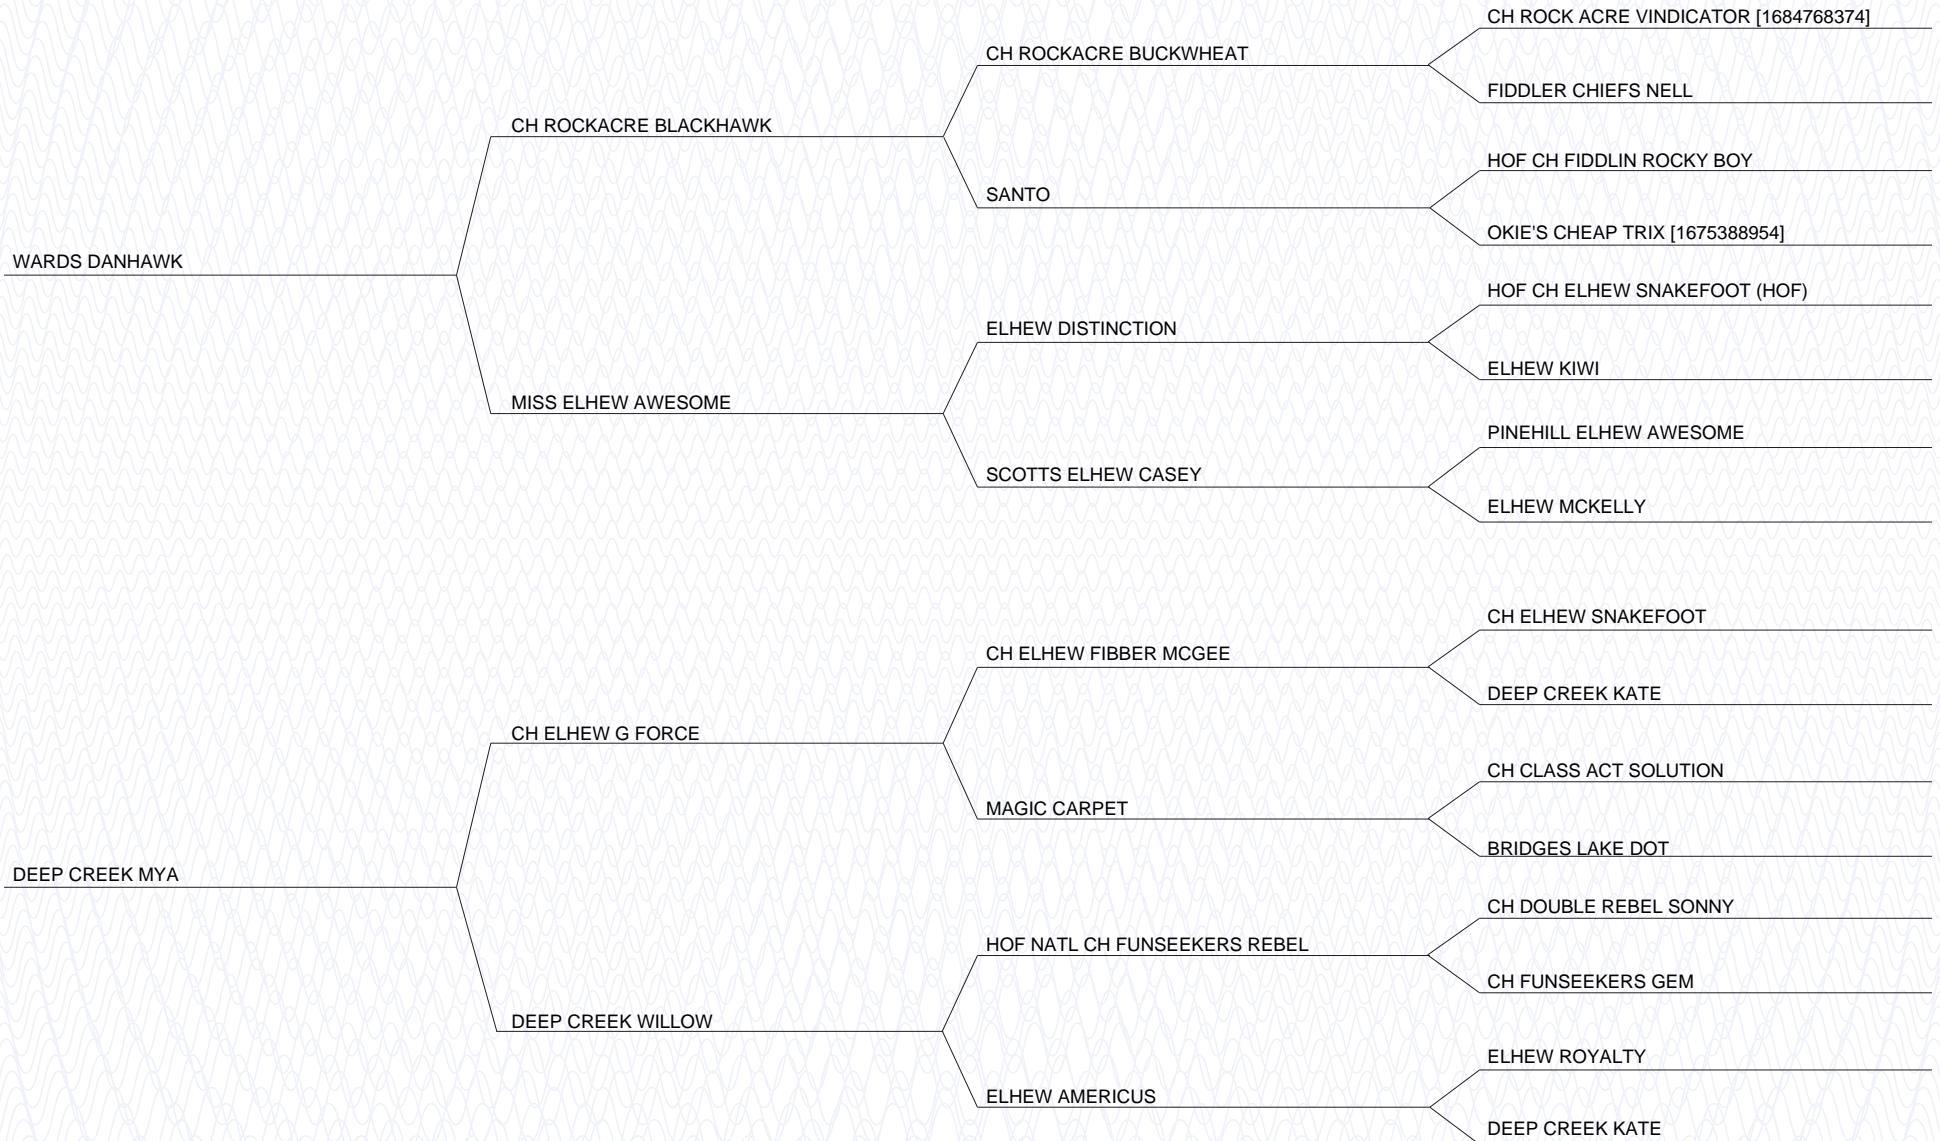 CH ROCK ACRE VINDICATOR [1684768374]
CH ROCKACRE BUCKWHEAT
FIDDLER CHIEFS NELL
CH ROCKACRE BLACKHAWK
HOF CH FIDDLIN ROCKY BOY
SANTO
OKIE'S CHEAP TRIX [1675388954]
WARDS DANHAWK
HOF CH ELHEW SNAKEFOOT (HOF)
ELHEW DISTINCTION
ELHEW KIWI
MISS ELHEW AWESOME
PINEHILL ELHEW AWESOME
SCOTTS ELHEW CASEY
ELHEW MCKELLY
CH ELHEW SNAKEFOOT
CH ELHEW FIBBER MCGEE
DEEP CREEK KATE
CH ELHEW G FORCE
CH CLASS ACT SOLUTION
MAGIC CARPET
BRIDGES LAKE DOT
DEEP CREEK MYA
CH DOUBLE REBEL SONNY
HOF NATL CH FUNSEEKERS REBEL
CH FUNSEEKERS GEM
DEEP CREEK WILLOW
ELHEW ROYALTY
ELHEW AMERICUS
DEEP CREEK KATE